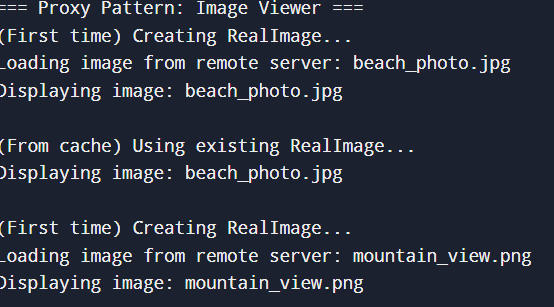 === Proxy Pattern: Image Viewer ===
(First time) Creating RealImage...
Loading image from remote server: beach_photo.jpg
Displaying image: beach_photo.jpg
(From cache) Using existing RealImage...
Displaying image: beach_photo.jpg
(First time) Creating RealImage...
Loading image from remote server: mountain_view.png
Displaying image: mountain_view.png